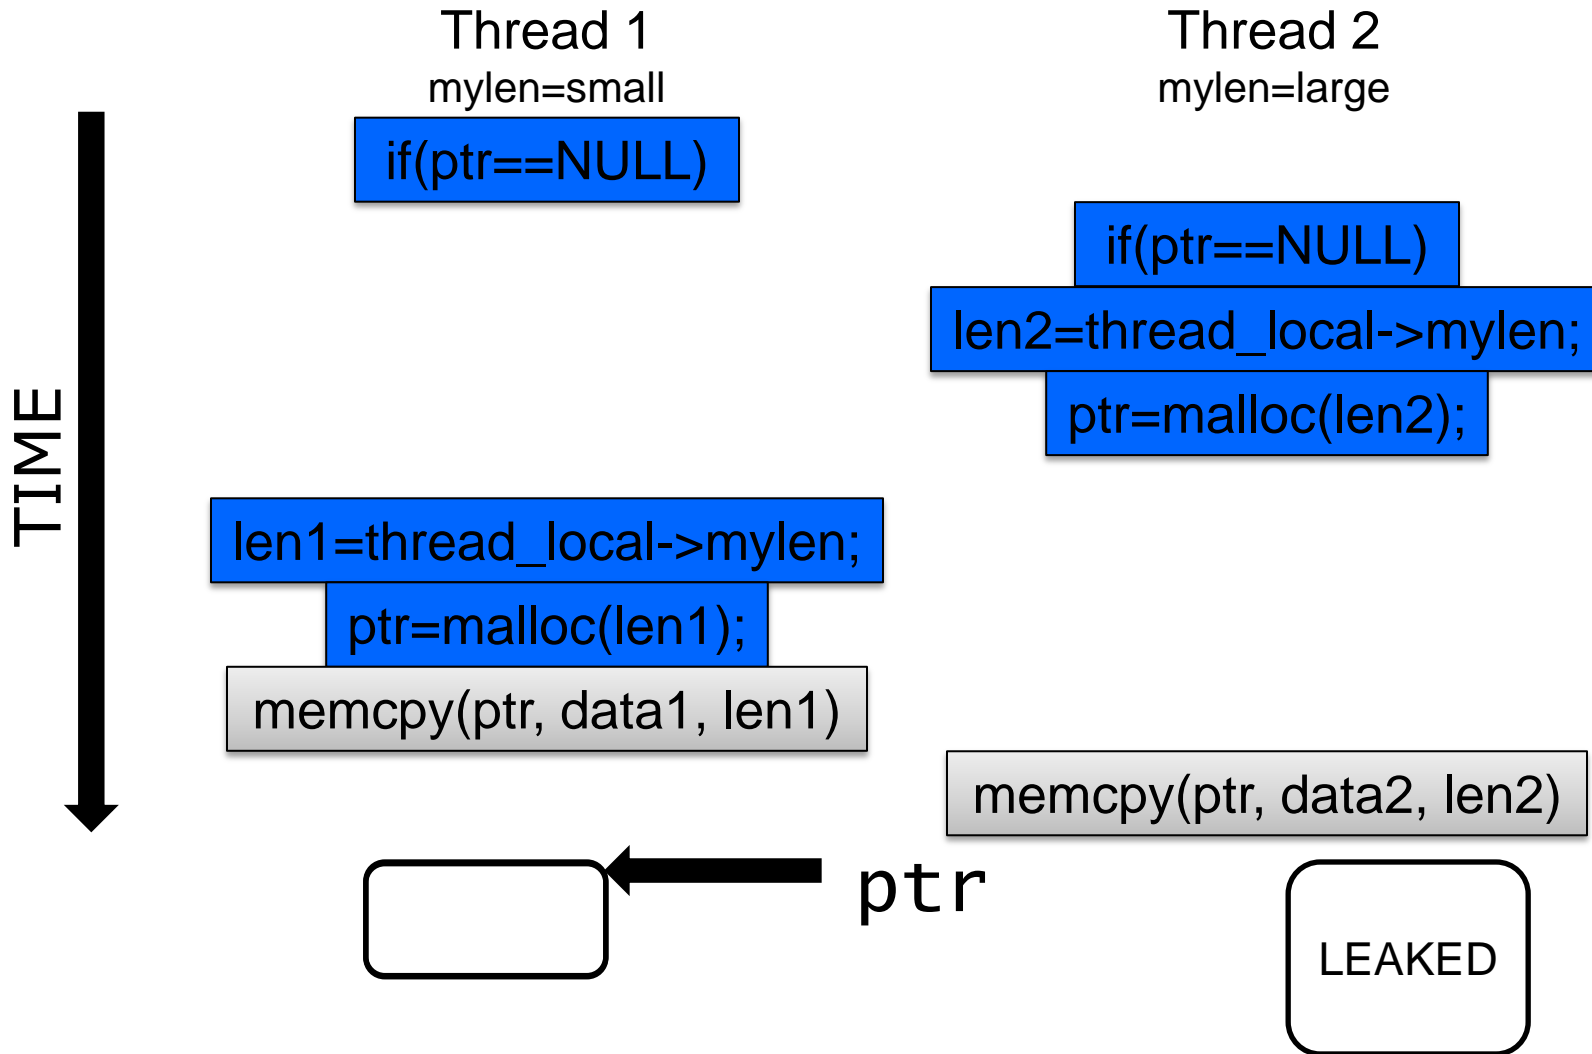 Thread 1
mylen=small
Thread 2
mylen=large
if(ptr==NULL)
if(ptr==NULL)
len2=thread_local->mylen;
ptr=malloc(len2);
TIME
len1=thread_local->mylen;
ptr=malloc(len1);
memcpy(ptr, data1, len1)
memcpy(ptr, data2, len2)
ptr
LEAKED